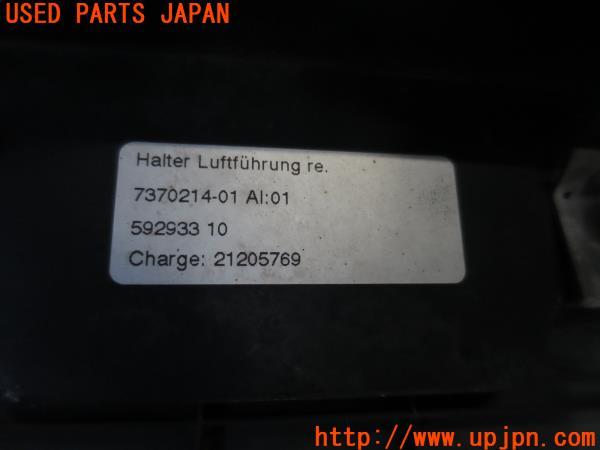 USED PARTS JAPAN
Halter Luftführung re.
7370214-01 AI:01
592933 10
Charge: 21205769
http://www.upjpn.com